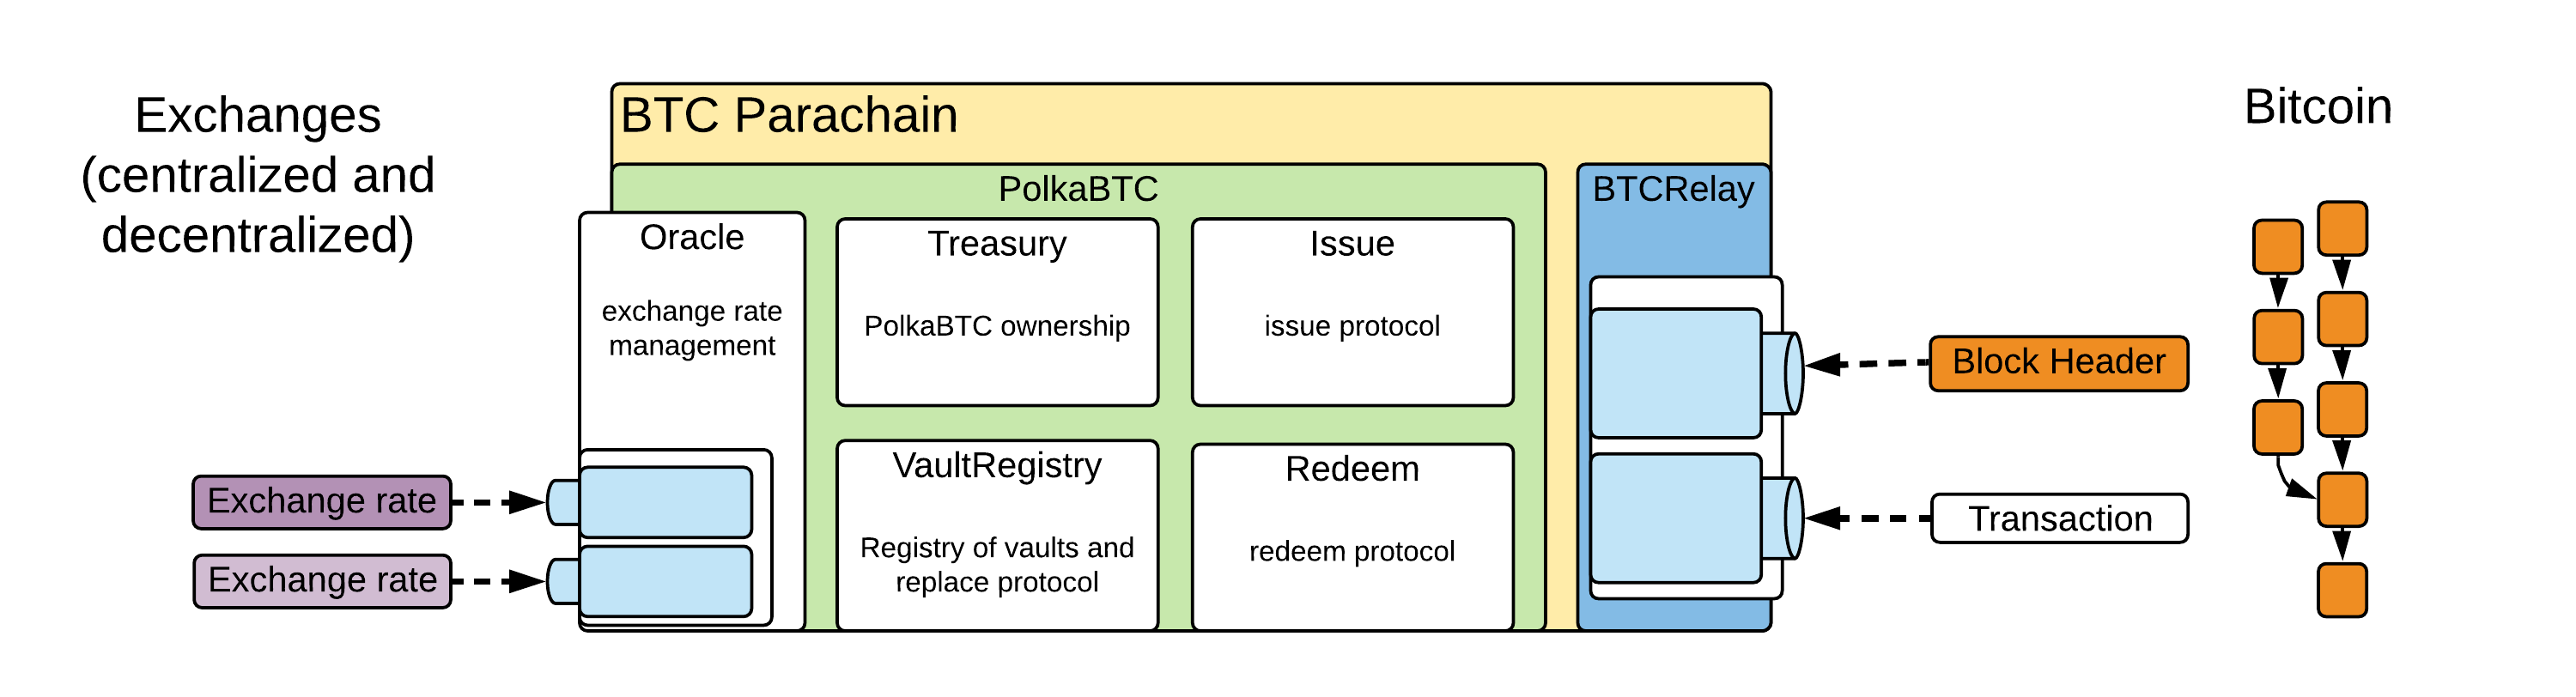 Exchanges
(centralized and
decentralized)
BTC Parachain
PolkaBTC
Oracle
exchange rate
management
Treasury
PolkaBTC ownership
Issue
issue protocol
VaultRegistry
Registry of vaults and
replace protocol
Redeem
redeem protocol
BTCRelay
Exchange rate
Exchange rate
Block Header
Transaction
Bitcoin